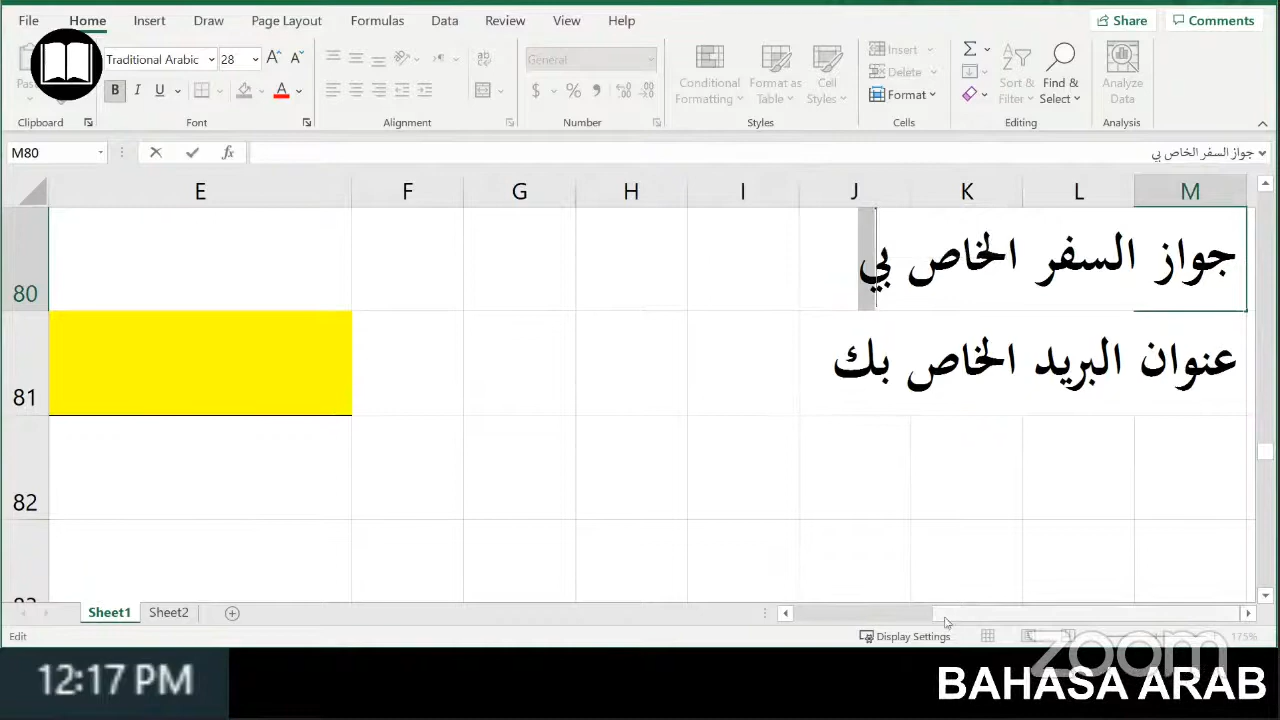 File Home Insert Draw Page Layout Formulas Data Review View Help Share Comments
Traditional Arabic 28 General
Conditional Formatting Format as Table Cell Styles Insert Delete Format Sort & Filter Find & Select Analyze Data
Clipboard Font Alignment Number Styles Cells Editing Analysis
M80 fx جواز السفر الخاص بي
E F G H I J K L M
80 جواز السفر الخاص بي
81 عنوان البريد الخاص بك
82
Sheet1 Sheet2
Edit Display Settings 175%
zoom
12:17 PM BAHASA ARAB